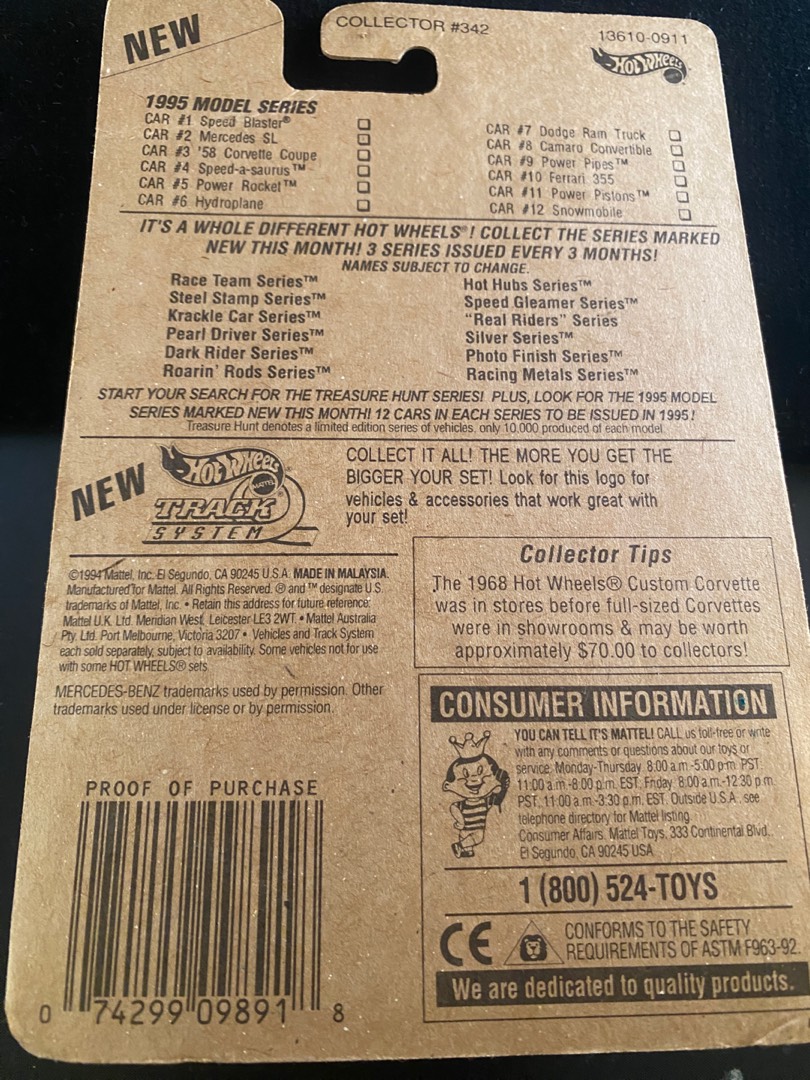 NEW
COLLECTOR #342
13610-0911
HOT WHEELS
1995 MODEL SERIES
CAR #1 Speed Blaster®
CAR #2 Mercedes SL
CAR #3 '58 Corvette Coupe
CAR #4 Speed-a-saurus™
CAR #5 Power Rocket™
CAR #6 Hydroplane
CAR #7 Dodge Ram Truck
CAR #8 Camaro Convertible
CAR #9 Power Pipes™
CAR #10 Ferrari 355
CAR #11 Power Pistons™
CAR #12 Snowmobile
IT'S A WHOLE DIFFERENT HOT WHEELS®! COLLECT THE SERIES MARKED
NEW THIS MONTH! 3 SERIES ISSUED EVERY 3 MONTHS!
NAMES SUBJECT TO CHANGE.
Race Team Series™
Steel Stamp Series™
Krackle Car Series™
Pearl Driver Series™
Dark Rider Series™
Roarin' Rods Series™
Hot Hubs Series™
Speed Gleamer Series™
“Real Riders” Series
Silver Series™
Photo Finish Series™
Racing Metals Series™
START YOUR SEARCH FOR THE TREASURE HUNT SERIES! PLUS, LOOK FOR THE 1995 MODEL
SERIES MARKED NEW THIS MONTH! 12 CARS IN EACH SERIES TO BE ISSUED IN 1995!
Treasure Hunt denotes a limited edition series of vehicles, only 10,000 produced of each model.
NEW
HOT WHEELS
MATTEL
TRACK
SYSTEM
COLLECT IT ALL! THE MORE YOU GET THE
BIGGER YOUR SET! Look for this logo for
vehicles & accessories that work great with
your set!
©1994 Mattel, Inc. El Segundo, CA 90245 U.S.A. MADE IN MALAYSIA.
Manufactured for Mattel. All Rights Reserved. ® and ™ designate U.S.
trademarks of Mattel, Inc. • Retain this address for future reference:
Mattel U.K. Ltd. Meridian West, Leicester LE3 2WT. • Mattel Australia
Pty. Ltd. Port Melbourne, Victoria 3207 • Vehicles and Track System
each sold separately, subject to availability. Some vehicles not for use
with some HOT WHEELS® sets.
MERCEDES-BENZ trademarks used by permission. Other
trademarks used under license or by permission.
Collector Tips
The 1968 Hot Wheels® Custom Corvette
was in stores before full-sized Corvettes
were in showrooms & may be worth
approximately $70.00 to collectors!
CONSUMER INFORMATION
YOU CAN TELL IT'S MATTEL! CALL us toll-free or write
with any comments or questions about our toys or
service: Monday-Thursday, 8:00 a.m.-5:00 p.m. PST,
11:00 a.m.-8:00 p.m. EST, Friday, 8:00 a.m.-12:30 p.m.
PST, 11:00 a.m.-3:30 p.m. EST. Outside U.S.A., see
telephone directory for Mattel listing.
Consumer Affairs, Mattel Toys, 333 Continental Blvd.,
El Segundo, CA 90245 USA
1 (800) 524-TOYS
CE
CONFORMS TO THE SAFETY
REQUIREMENTS OF ASTM F963-92.
We are dedicated to quality products.
PROOF OF PURCHASE
0 74299 09891 8